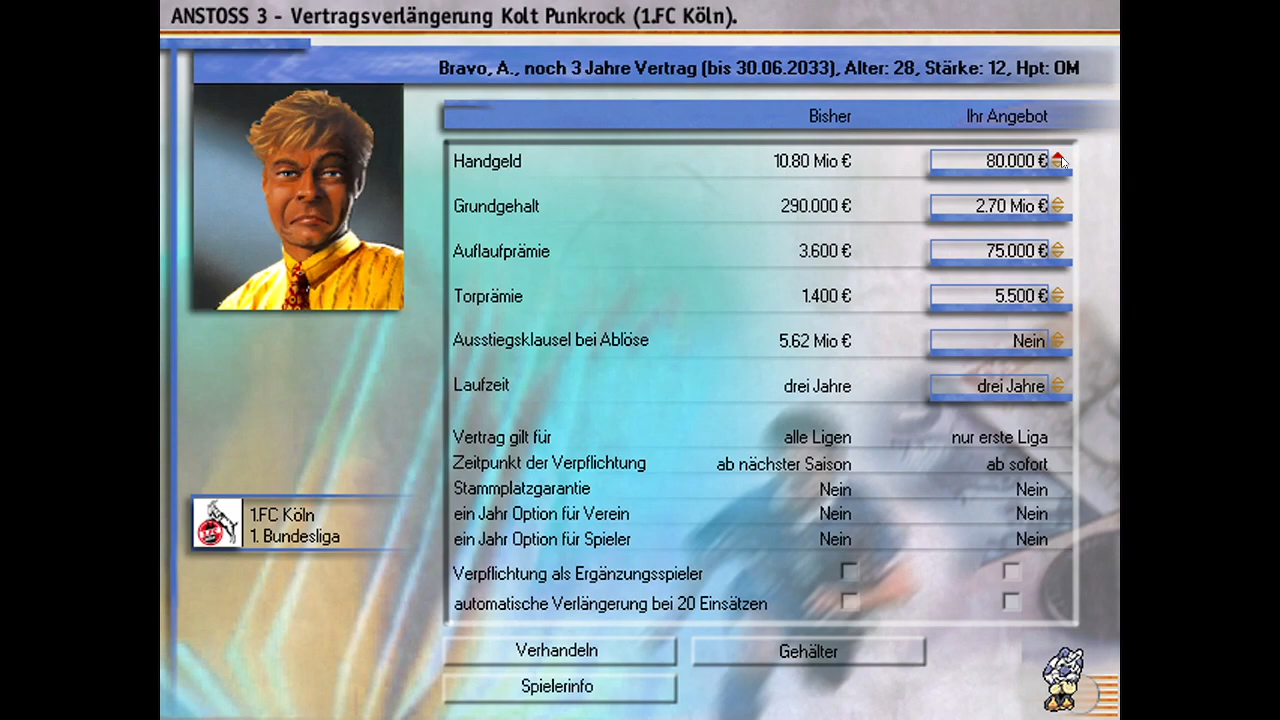 ANSTOSS 3 - Vertragsverlängerung Kolt Punkrock (1.FC Köln).
Bravo, A., noch 3 Jahre Vertrag (bis 30.06.2033), Alter: 28, Stärke: 12, Hpt: OM
Bisher Ihr Angebot
Handgeld 10.80 Mio € 80.000 €
Grundgehalt 290.000 € 2.70 Mio €
Auflaufprämie 3.600 € 75.000 €
Torprämie 1.400 € 5.500 €
Ausstiegsklausel bei Ablöse 5.62 Mio € Nein
Laufzeit drei Jahre drei Jahre
Vertrag gilt für alle Ligen nur erste Liga
Zeitpunkt der Verpflichtung ab nächster Saison ab sofort
Stammplatzgarantie Nein Nein
ein Jahr Option für Verein Nein Nein
ein Jahr Option für Spieler Nein Nein
Verpflichtung als Ergänzungsspieler
automatische Verlängerung bei 20 Einsätzen
1.FC Köln
1. Bundesliga
Verhandeln Gehälter
Spielerinfo